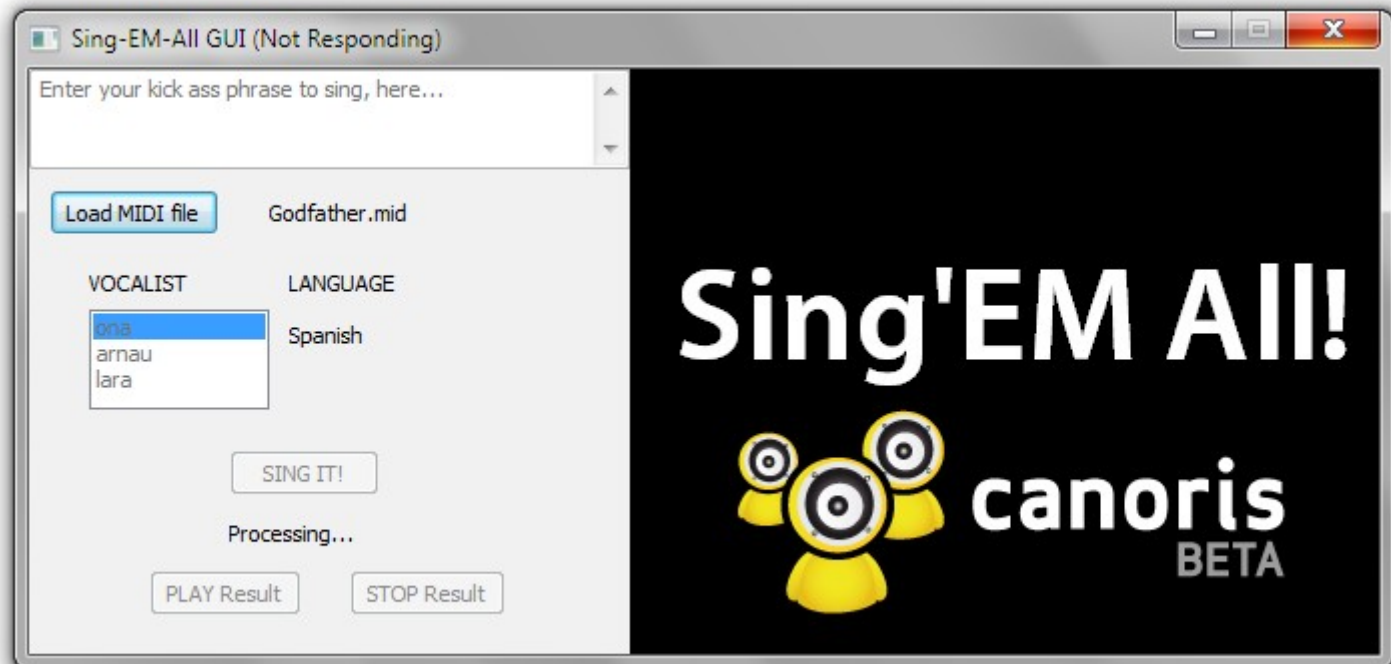 Sing-EM-All GUI (Not Responding)
Enter your kick ass phrase to sing, here...
Load MIDI file
Godfather.mid
VOCALIST
LANGUAGE
ona
Spanish
arnau
lara
SING IT!
Processing...
PLAY Result
STOP Result
Sing'EM All!
canoris
BETA